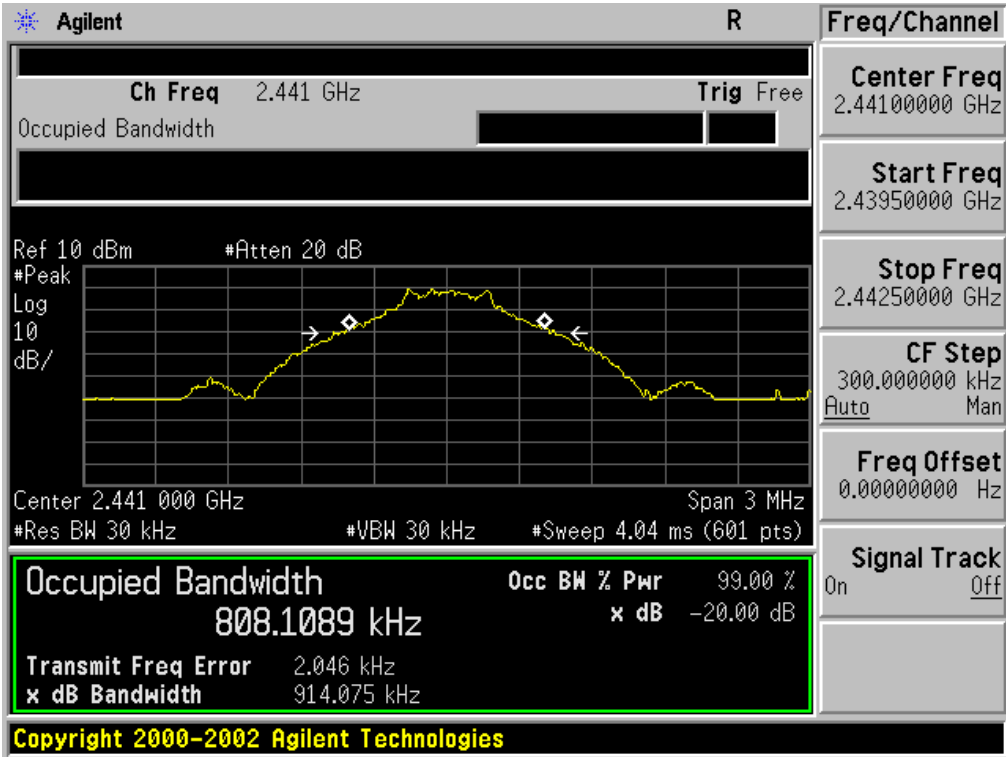 Agilent
R
Freq/Channel
Ch Freq 2.441 GHz Trig Free
Occupied Bandwidth
Center Freq
2.44100000 GHz
Start Freq
2.43950000 GHz
Stop Freq
2.44250000 GHz
CF Step
300.000000 kHz
Auto Man
Freq Offset
0.00000000 Hz
Signal Track
On Off
Ref 10 dBm #Atten 20 dB
#Peak
Log
10
dB/
Center 2.441 000 GHz Span 3 MHz
#Res BW 30 kHz #VBW 30 kHz #Sweep 4.04 ms (601 pts)
Occupied Bandwidth Occ BW % Pwr 99.00 %
808.1089 kHz x dB -20.00 dB
Transmit Freq Error 2.046 kHz
x dB Bandwidth 914.075 kHz
Copyright 2000-2002 Agilent Technologies